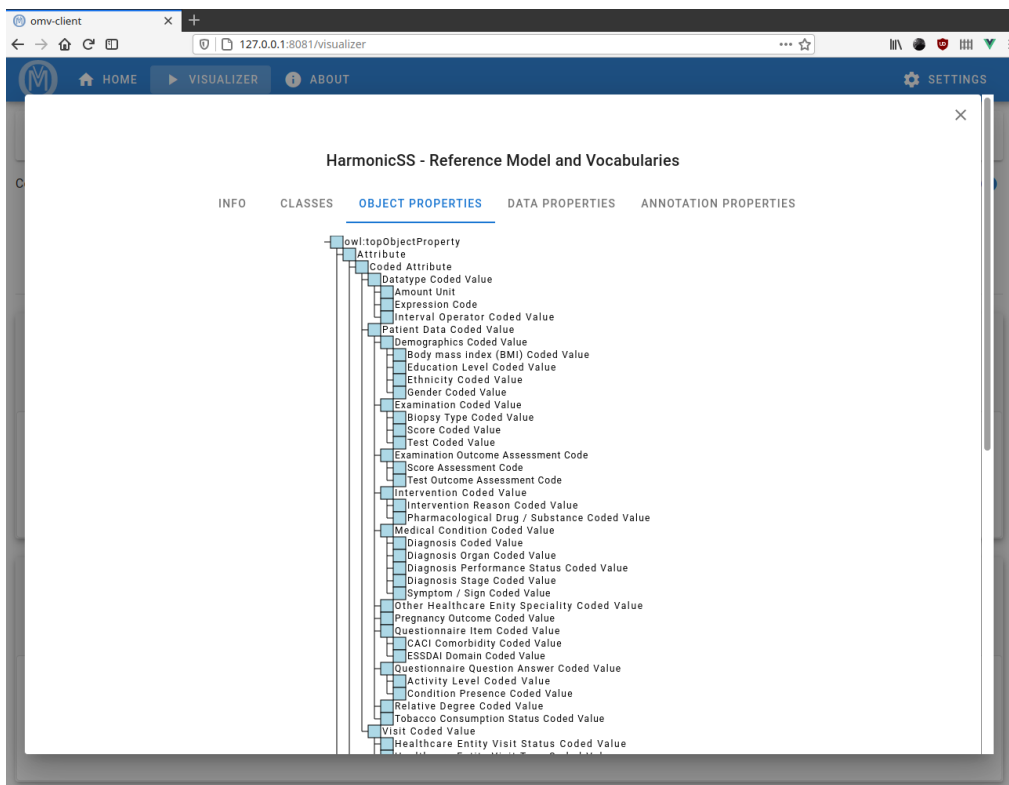 omv-client
127.0.0.1:8081/visualizer
HOME
VISUALIZER
ABOUT
SETTINGS
HarmonicSS - Reference Model and Vocabularies
INFO
CLASSES
OBJECT PROPERTIES
DATA PROPERTIES
ANNOTATION PROPERTIES
owl:topObjectProperty
Attribute
Coded Attribute
Datatype Coded Value
Amount Unit
Expression Code
Interval Operator Coded Value
Patient Data Coded Value
Demographics Coded Value
Body mass index (BMI) Coded Value
Education Level Coded Value
Ethnicity Coded Value
Gender Coded Value
Examination Coded Value
Biopsy Type Coded Value
Score Coded Value
Test Coded Value
Examination Outcome Assessment Code
Score Assessment Code
Test Outcome Assessment Code
Intervention Coded Value
Intervention Reason Coded Value
Pharmacological Drug / Substance Coded Value
Medical Condition Coded Value
Diagnosis Coded Value
Diagnosis Organ Coded Value
Diagnosis Performance Status Coded Value
Diagnosis Stage Coded Value
Symptom / Sign Coded Value
Other Healthcare Enity Speciality Coded Value
Pregnancy Outcome Coded Value
Questionnaire Item Coded Value
CACI Comorbidity Coded Value
ESSDAI Domain Coded Value
Questionnaire Question Answer Coded Value
Activity Level Coded Value
Condition Presence Coded Value
Relative Degree Coded Value
Tobacco Consumption Status Coded Value
Visit Coded Value
Healthcare Entity Visit Status Coded Value